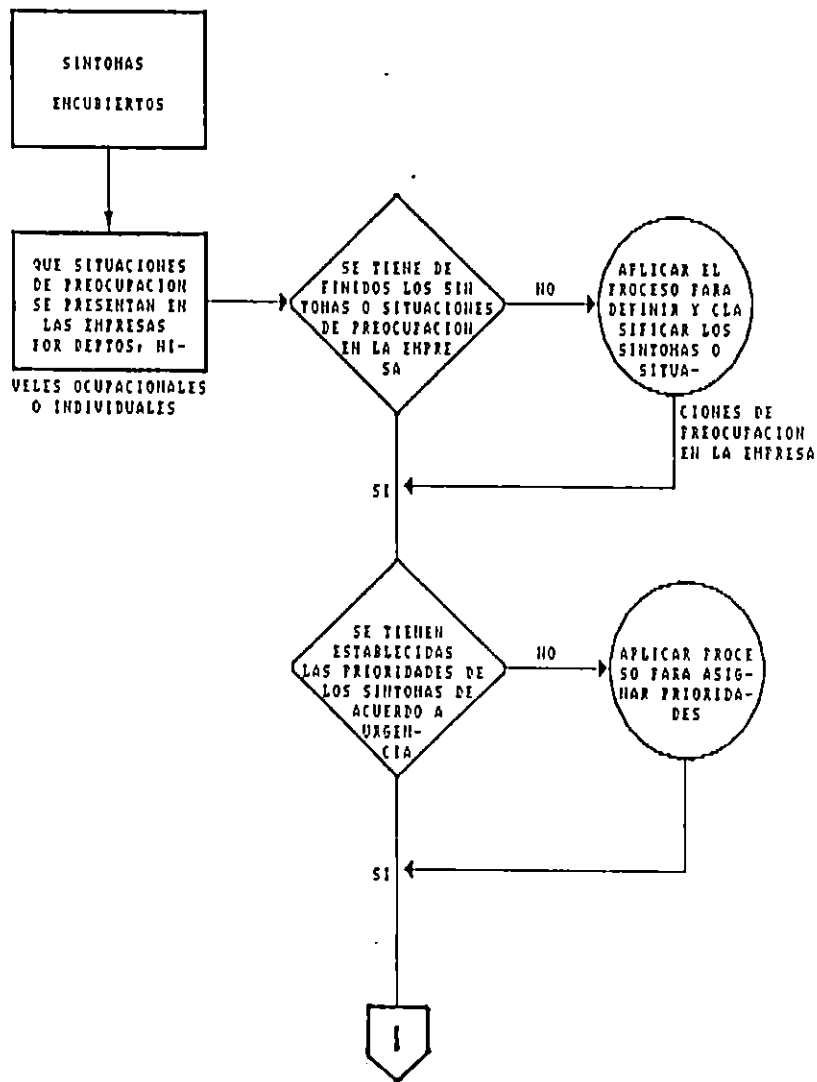 SINTOMAS
ENCUBIERTOS
QUE SITUACIONES
DE PREOCUPACION
SE PRESENTAN EN
LAS EMPRESAS
POR DEPTOS, NI-
VELES OCUPACIONALES
O INDIVIDUALES
SE TIENE DE
FINIDOS LOS SIN
TOMAS O SITUACIONES
DE PREOCUPACION
EN LA EMPRE
SA
NO
APLICAR EL
PROCESO PARA
DEFINIR Y CLA
SIFICAR LOS
SINTOMAS O
SITUA-
CIONES DE
PREOCUPACION
EN LA EMPRESA
SI
SE TIENEN
ESTABLECIDAS
LAS PRIORIDADES DE
LOS SINTOMAS DE
ACUERDO A
URGEN-
CIA
NO
APLICAR PROCE
SO PARA ASIG-
NAR PRIORIDA-
DES
SI